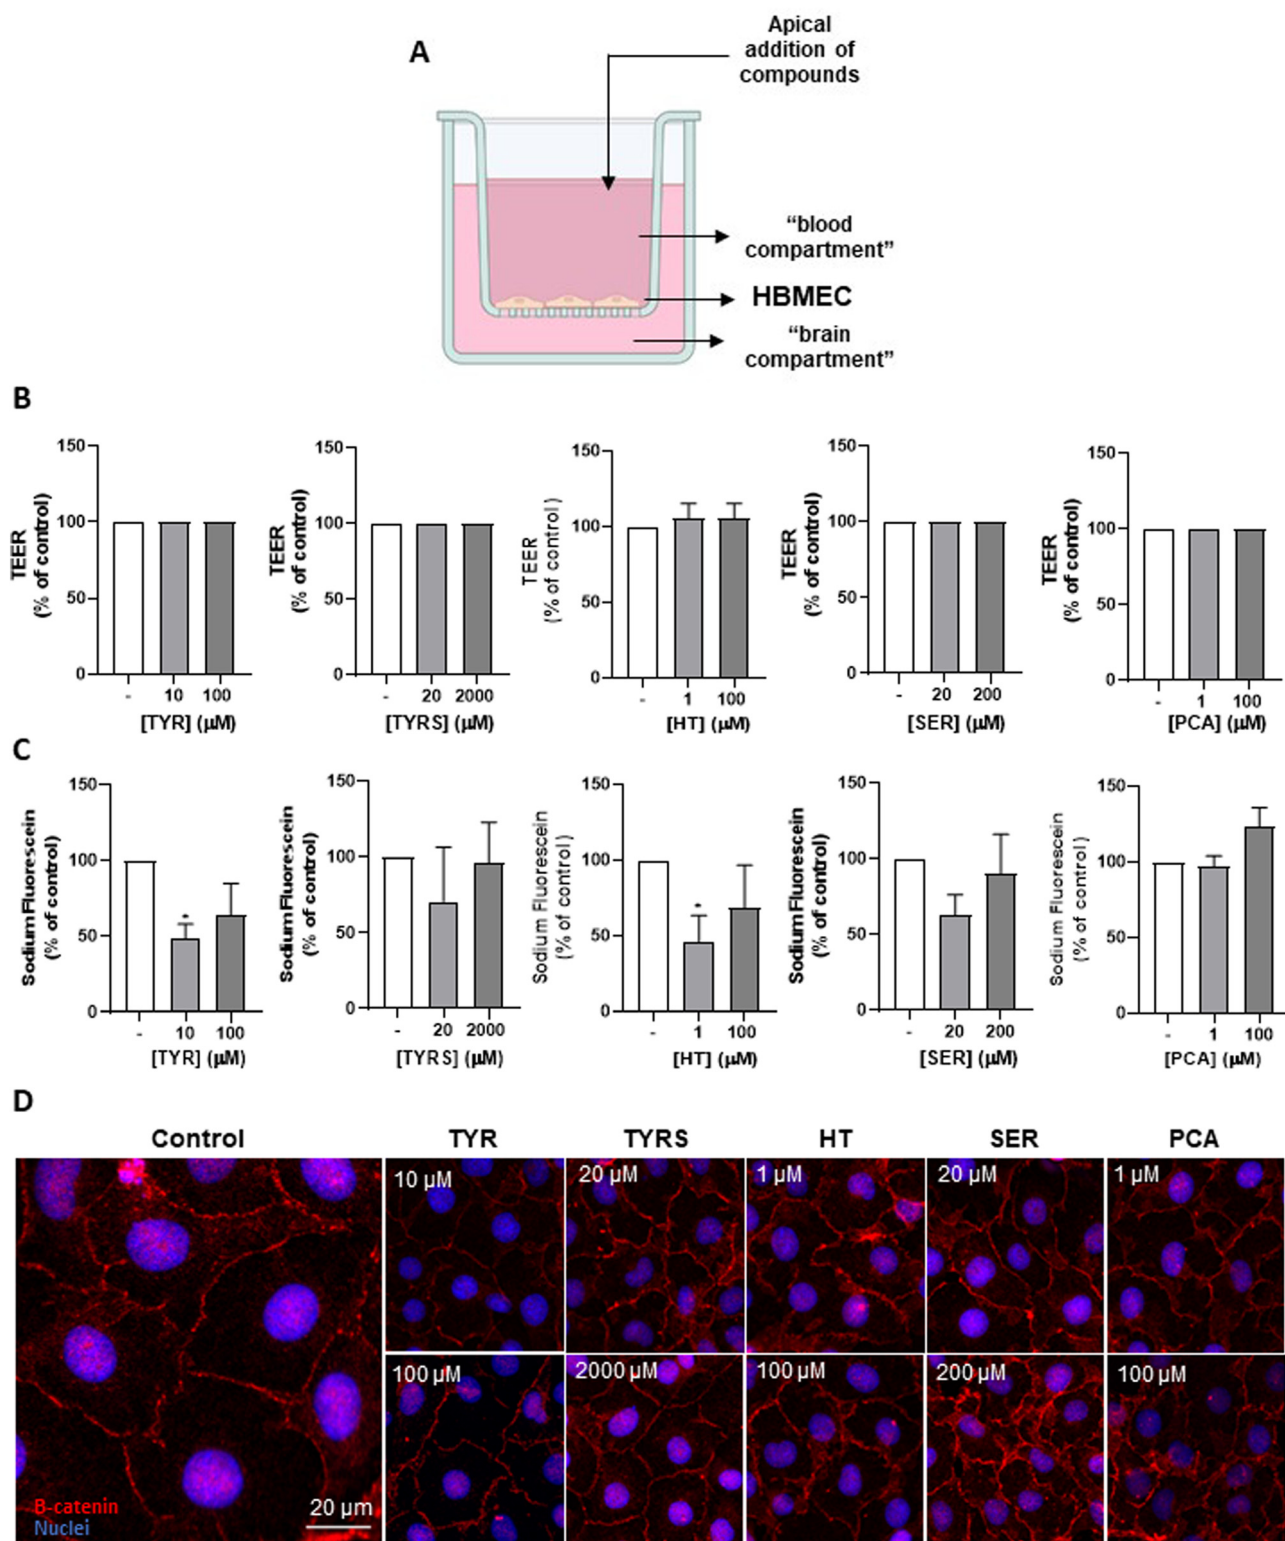 A
Apical
addition of
compounds
“blood
compartment”
HBMEC
“brain
compartment”
B
TEER
(% of control)
150
100
50
0
-
10
100
[TYR] (μM)
TEER
(% of control)
150
100
50
0
-
20
2000
[TYRS] (μM)
TEER
(% of control)
150
100
50
0
-
1
100
[HT] (μM)
TEER
(% of control)
150
100
50
0
-
20
200
[SER] (μM)
TEER
(% of control)
150
100
50
0
-
1
100
[PCA] (μM)
C
Sodium Fluorescein
(% of control)
150
100
50
0
*
-
10
100
[TYR] (μM)
Sodium Fluorescein
(% of control)
150
100
50
0
-
20
2000
[TYRS] (μM)
Sodium Fluorescein
(% of control)
150
100
50
0
*
-
1
100
[HT] (μM)
Sodium Fluorescein
(% of control)
150
100
50
0
-
20
200
[SER] (μM)
Sodium Fluorescein
(% of control)
150
100
50
0
-
1
100
[PCA] (μM)
D
Control
TYR
TYRS
HT
SER
PCA
10 μM
20 μM
1 μM
20 μM
1 μM
100 μM
2000 μM
100 μM
200 μM
100 μM
B-catenin
Nuclei
20 μm